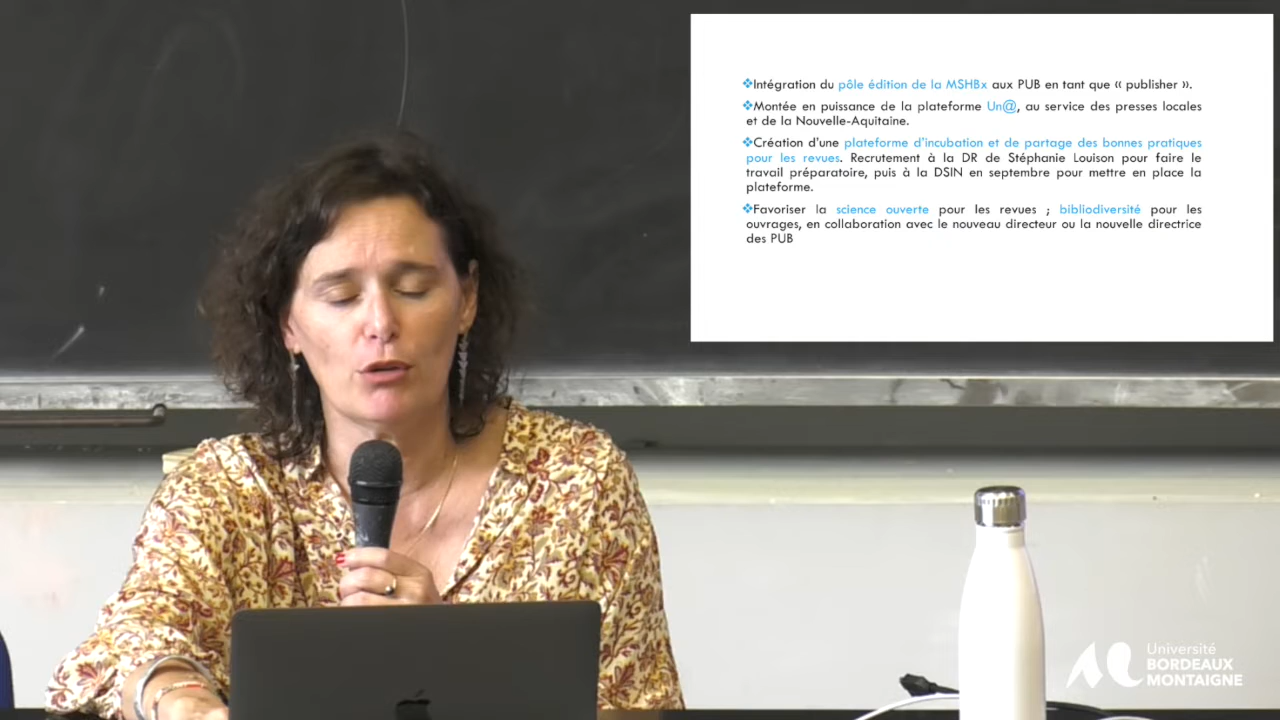 ❖Intégration du pôle édition de la MSHBx aux PUB en tant que « publisher ».
❖Montée en puissance de la plateforme Un@, au service des presses locales
et de la Nouvelle-Aquitaine.
❖Création d'une plateforme d'incubation et de partage des bonnes pratiques
pour les revues. Recrutement à la DR de Stéphanie Louison pour faire le
travail préparatoire, puis à la DSIN en septembre pour mettre en place la
plateforme.
❖Favoriser la science ouverte pour les revues ; bibliodiversité pour les
ouvrages, en collaboration avec le nouveau directeur ou la nouvelle directrice
des PUB
Université
BORDEAUX
MONTAIGNE